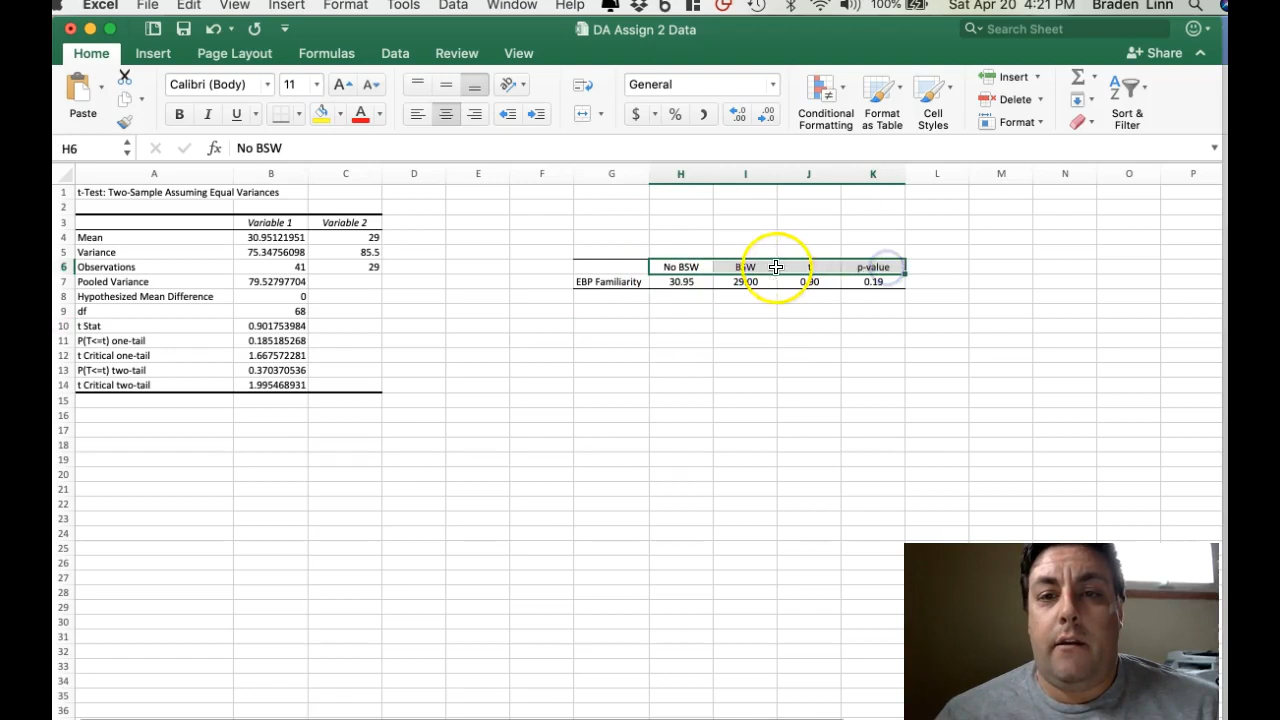 Excel File Edit View Insert Format Tools Data Window Help 100% Sat Apr 20 4:21 PM Braden Linn
DA Assign 2 Data Search Sheet
Home Insert Page Layout Formulas Data Review View Share
Calibri (Body) 11 General Insert
Paste Conditional Formatting Format as Table Cell Styles Delete Sort & Filter
Format
H6 fx No BSW
A B C D E F G H I J K L M N O P
1 t-Test: Two-Sample Assuming Equal Variances
2
3 Variable 1 Variable 2
4 Mean 30.95121951 29
5 Variance 75.34756098 85.5
6 Observations 41 29 No BSW BSW t p-value
7 Pooled Variance 79.52797704 EBP Familiarity 30.95 29.00 0.90 0.19
8 Hypothesized Mean Difference 0
9 df 68
10 t Stat 0.901753984
11 P(T<=t) one-tail 0.185185268
12 t Critical one-tail 1.667572281
13 P(T<=t) two-tail 0.370370536
14 t Critical two-tail 1.995468931
15
16
17
18
19
20
21
22
23
24
25
26
27
28
29
30
31
32
33
34
35
36